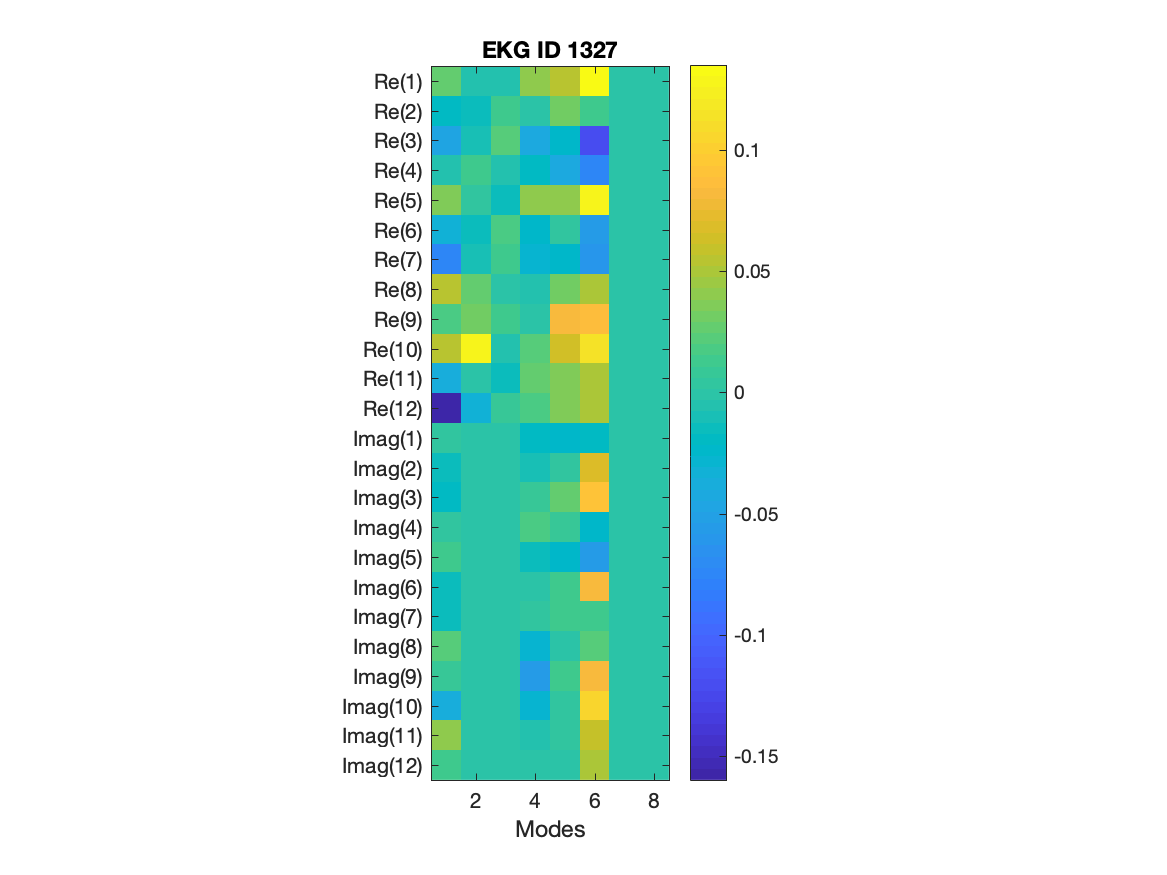 EKG ID 1327
Re(1)
Re(2)
Re(3)
Re(4)
Re(5)
Re(6)
Re(7)
Re(8)
Re(9)
Re(10)
Re(11)
Re(12)
Imag(1)
Imag(2)
Imag(3)
Imag(4)
Imag(5)
Imag(6)
Imag(7)
Imag(8)
Imag(9)
Imag(10)
Imag(11)
Imag(12)
2 4 6 8
Modes
0.1
0.05
0
-0.05
-0.1
-0.15